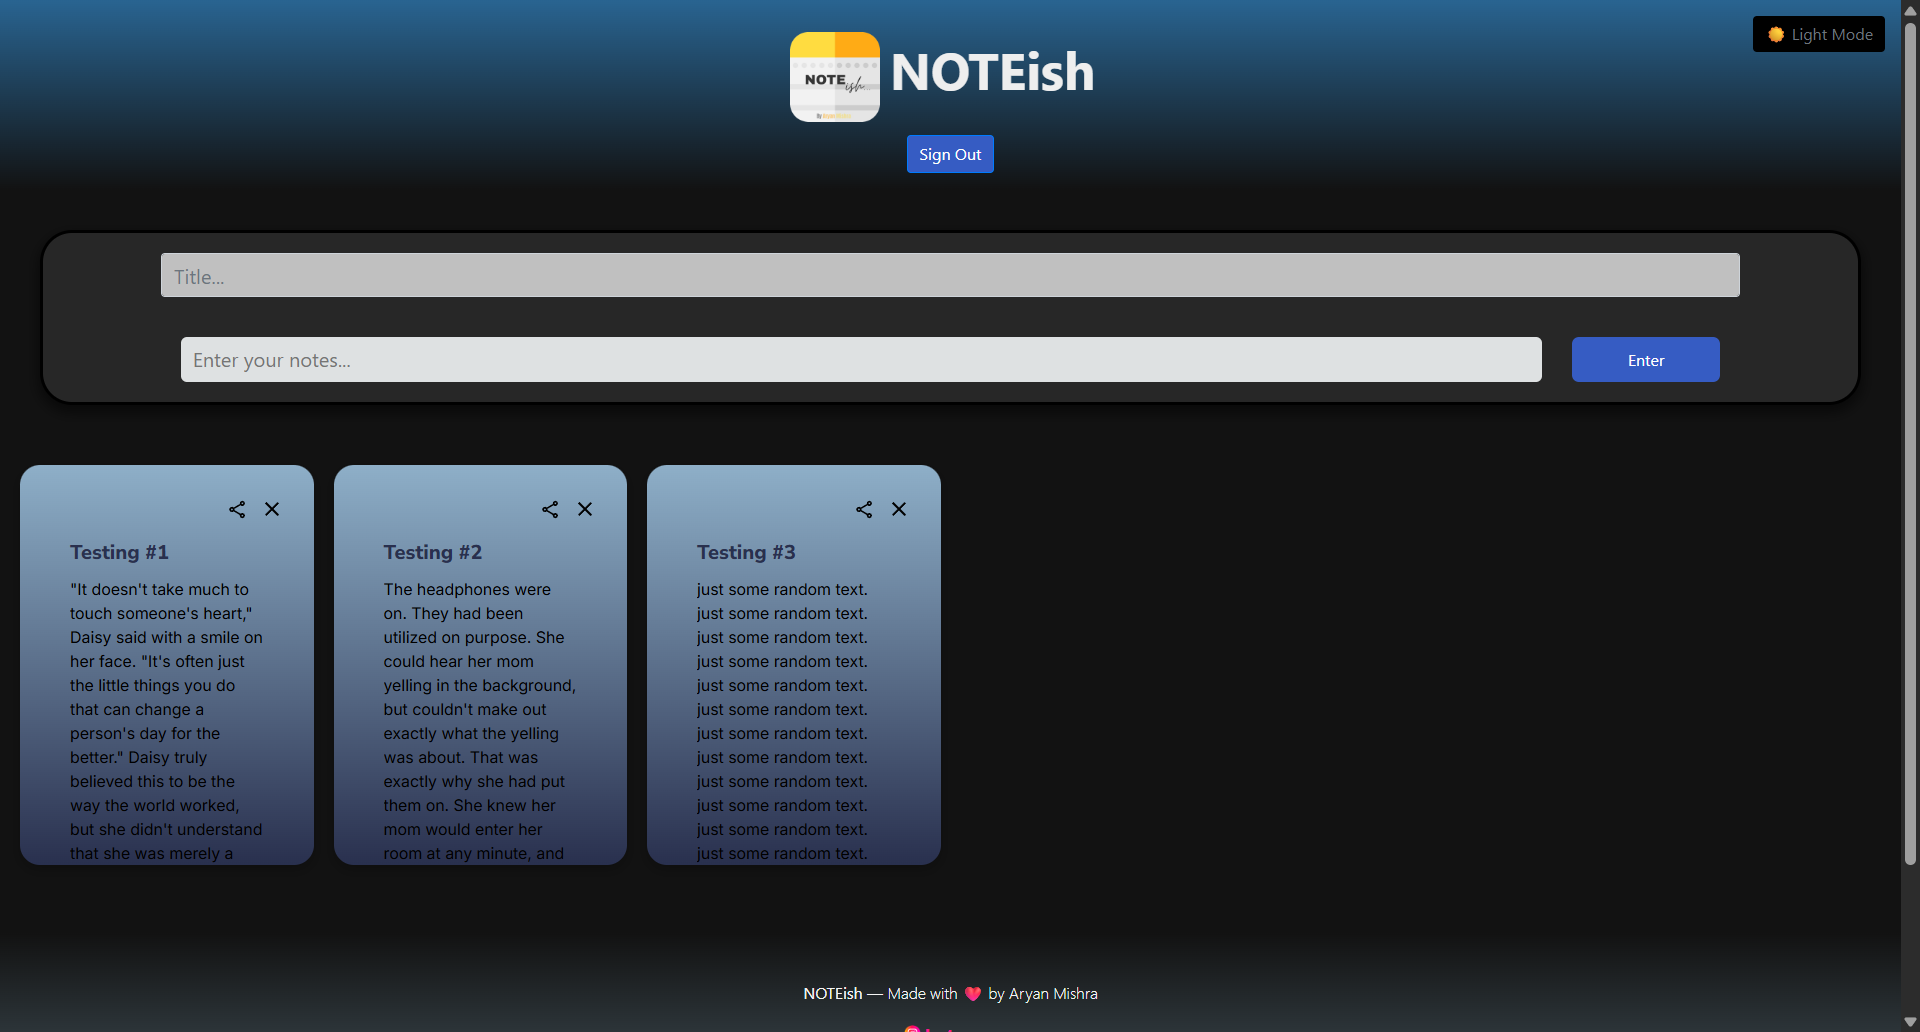 Light Mode
NOTE
ish
By
NOTEish
Sign Out
Title...
Enter your notes...
Enter
Testing #1
"It doesn't take much to
touch someone's heart,"
Daisy said with a smile on
her face. "It's often just
the little things you do
that can change a
person's day for the
better." Daisy truly
believed this to be the
way the world worked,
but she didn't understand
that she was merely a
Testing #2
The headphones were
on. They had been
utilized on purpose. She
could hear her mom
yelling in the background,
but couldn't make out
exactly what the yelling
was about. That was
exactly why she had put
them on. She knew her
mom would enter her
room at any minute, and
Testing #3
just some random text.
just some random text.
just some random text.
just some random text.
just some random text.
just some random text.
just some random text.
just some random text.
just some random text.
just some random text.
just some random text.
just some random text.
NOTEish — Made with ❤️ by Aryan Mishra